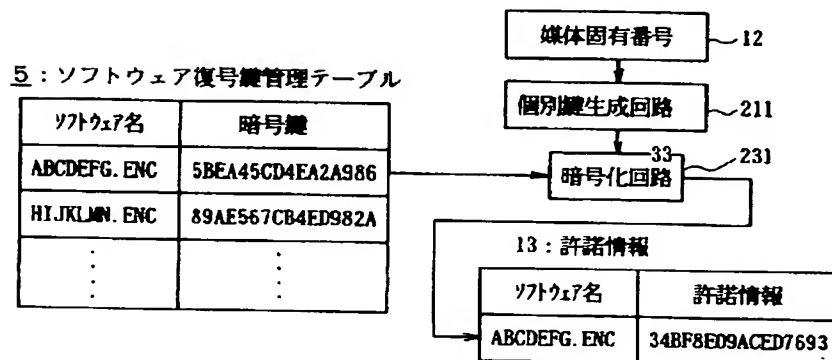 媒体固有番号 12
5：ソフトウェア復号鍵管理テーブル
個別鍵生成回路 211
ソフトウェア名 暗号鍵
33 231
ABCDEFG.ENC 5BEA45CD4EA2A986
暗号化回路
HIJKLMN.ENC 89AE567CB4ED982A
13：許諾情報
ソフトウェア名 許諾情報
ABCDEFG.ENC 34BF8E09ACED7693